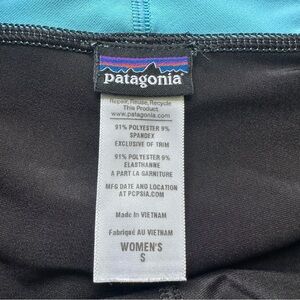 patagonia
Repair, Reuse, Recycle
This Product
www.patagonia.com
91% POLYESTER 9%
SPANDEX
EXCLUSIVE OF TRIM
91% POLYESTER 9%
ELASTHANNE
A PART LA GARNITURE
MFG DATE AND LOCATION
AT PCPSIA.COM
Made in VIETNAM
Fabriqué AU VIETNAM
WOMEN'S
S